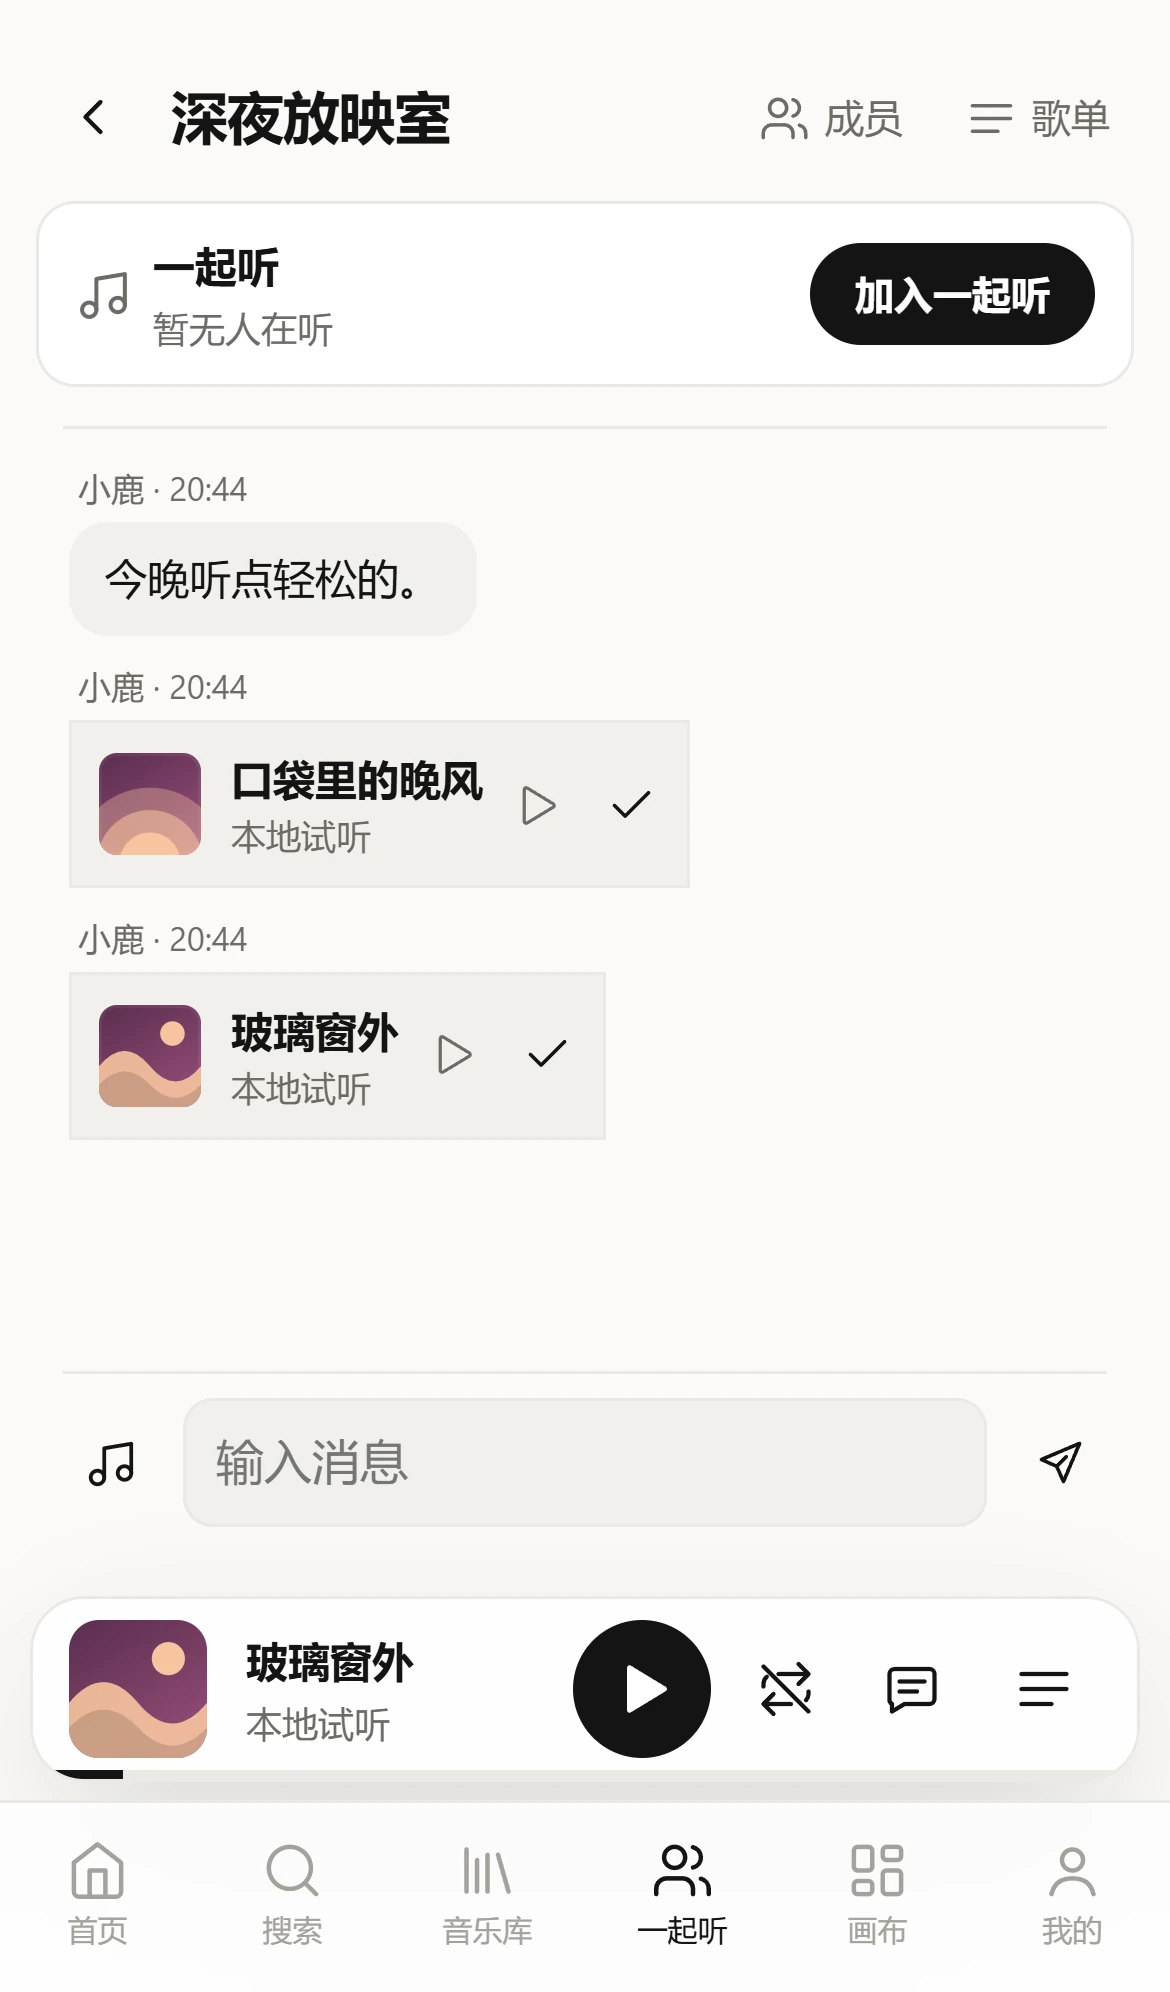 深夜放映室
成员
歌单
一起听
暂无人在听
加入一起听
小鹿 · 20:44
今晚听点轻松的。
小鹿 · 20:44
口袋里的晚风
本地试听
小鹿 · 20:44
玻璃窗外
本地试听
输入消息
玻璃窗外
本地试听
首页
搜索
音乐库
一起听
画布
我的